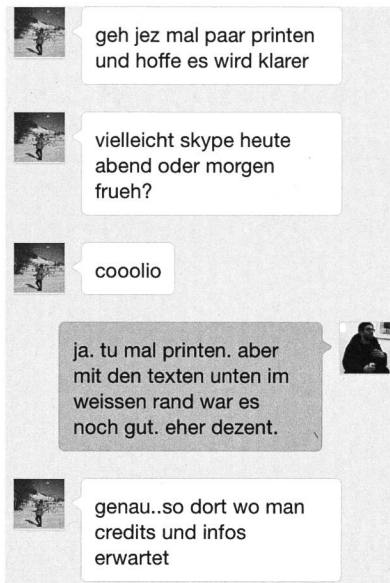 geh jez mal paar printen
und hoffe es wird klarer
vielleicht skype heute
abend oder morgen
frueh?
cooolio
ja. tu mal printen. aber
mit den texten unten im
weissen rand war es
noch gut. eher dezent.
genau..so dort wo man
credits und infos
erwartet